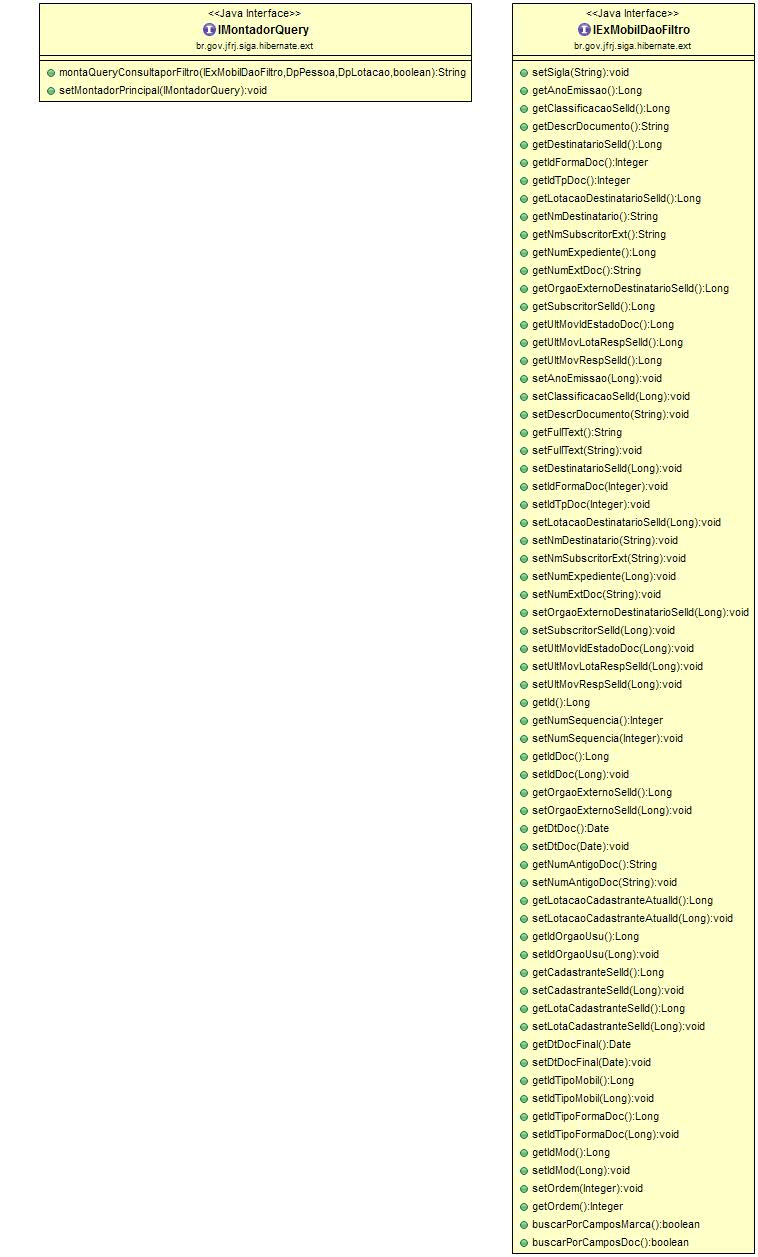 <<Java Interface>>
IMontadorQuery
br.gov.jfrj.siga.hibernate.ext
montaQueryConsultaporFiltro(IExMobilDaoFiltro,DpPessoa,DpLotacao,boolean):String
setMontadorPrincipal(IMontadorQuery):void
<<Java Interface>>
IExMobilDaoFiltro
br.gov.jfrj.siga.hibernate.ext
setSigla(String):void
getAnoEmissao():Long
getClassificacaoSelId():Long
getDescrDocumento():String
getDestinatarioSelId():Long
getIdFormaDoc():Integer
getIdTpDoc():Integer
getLotacaoDestinatarioSelId():Long
getNmDestinatario():String
getNmSubscritorExt():String
getNumExpediente():Long
getNumExtDoc():String
getOrgaoExternoDestinatarioSelId():Long
getSubscritorSelId():Long
getUltMovIdEstadoDoc():Long
getUltMovLotaRespSelId():Long
getUltMovRespSelId():Long
setAnoEmissao(Long):void
setClassificacaoSelId(Long):void
setDescrDocumento(String):void
getFullText():String
setFullText(String):void
setDestinatarioSelId(Long):void
setIdFormaDoc(Integer):void
setIdTpDoc(Integer):void
setLotacaoDestinatarioSelId(Long):void
setNmDestinatario(String):void
setNmSubscritorExt(String):void
setNumExpediente(Long):void
setNumExtDoc(String):void
setOrgaoExternoDestinatarioSelId(Long):void
setSubscritorSelId(Long):void
setUltMovIdEstadoDoc(Long):void
setUltMovLotaRespSelId(Long):void
setUltMovRespSelId(Long):void
getId():Long
getNumSequencia():Integer
setNumSequencia(Integer):void
getIdDoc():Long
setIdDoc(Long):void
getOrgaoExternoSelId():Long
setOrgaoExternoSelId(Long):void
getDtDoc():Date
setDtDoc(Date):void
getNumAntigoDoc():String
setNumAntigoDoc(String):void
getLotacaoCadastranteAtualId():Long
setLotacaoCadastranteAtualId(Long):void
getIdOrgaoUsu():Long
setIdOrgaoUsu(Long):void
getCadastranteSelId():Long
setCadastranteSelId(Long):void
getLotaCadastranteSelId():Long
setLotaCadastranteSelId(Long):void
getDtDocFinal():Date
setDtDocFinal(Date):void
getIdTipoMobil():Long
setIdTipoMobil(Long):void
getIdTipoFormaDoc():Long
setIdTipoFormaDoc(Long):void
getIdMod():Long
setIdMod(Long):void
setOrdem(Integer):void
getOrdem():Integer
buscarPorCamposMarca():boolean
buscarPorCamposDoc():boolean